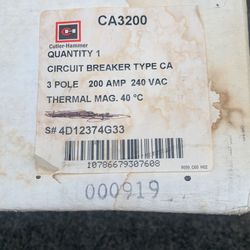 CA3200
Cutler-Hammer
QUANTITY 1
CIRCUIT BREAKER TYPE CA
3 POLE 200 AMP 240 VAC
THERMAL MAG. 40 °C
S# 4D12374G33
10786679307608
000919